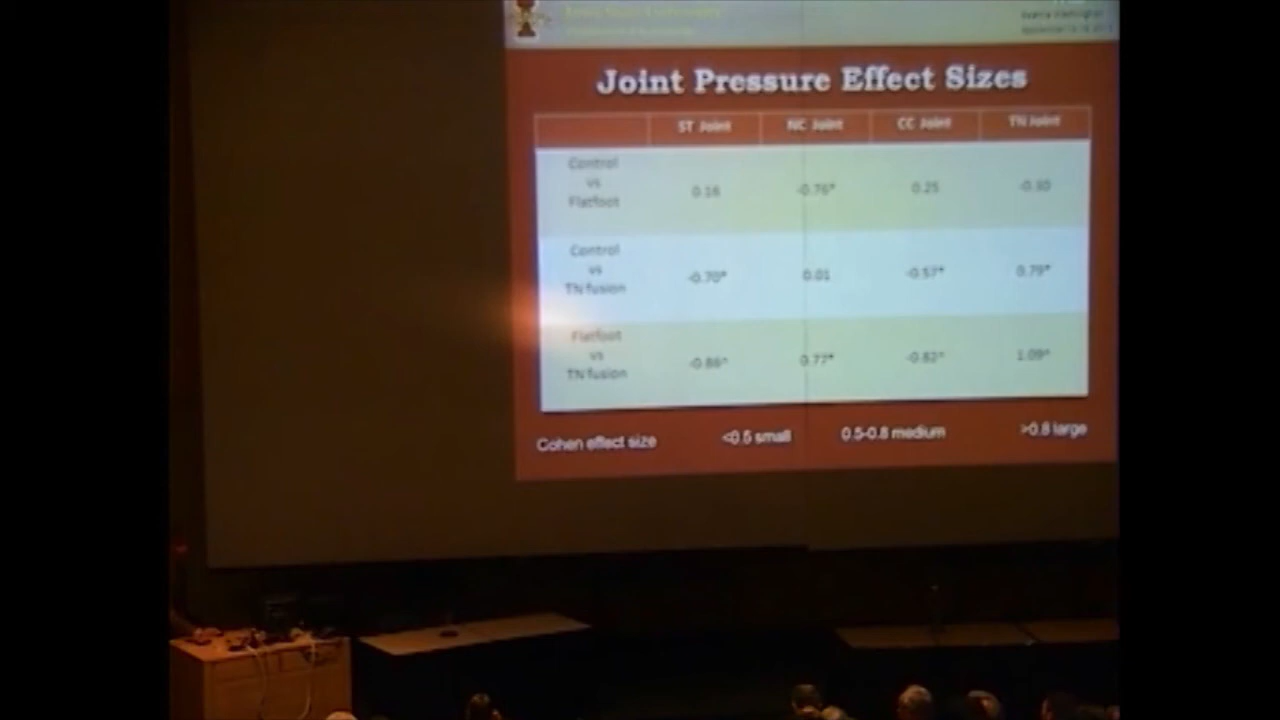 Joint Pressure Effect Sizes
ST Joint NC Joint CC Joint TN Joint
Control
vs
Flatfoot
0.16 -0.76* 0.25 -0.30
Control
vs
TN fusion
-0.70* 0.01 -0.57* 0.79*
Flatfoot
vs
TN fusion
-0.86* 0.77* -0.82* 1.09*
Cohen effect size <0.5 small 0.5-0.8 medium >0.8 large